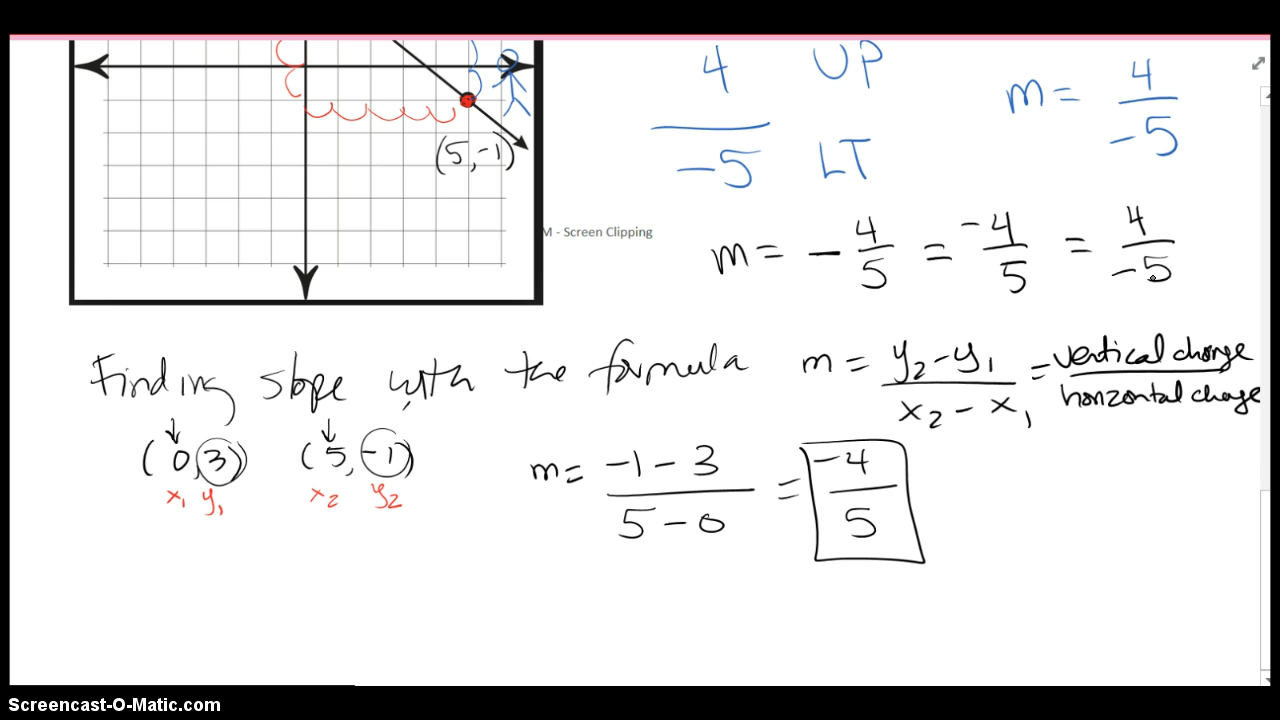 4 UP
-5 LT
m = 4/-5
(5, -1)
M - Screen Clipping
m = - 4/5 = -4/5 = 4/-5
Finding slope with the formula m = y₂ - y₁ / x₂ - x₁ = vertical change / horizontal change
(0, 3) (5, -1)
x₁ y₁ x₂ y₂
m = -1 - 3 / 5 - 0 = -4/5
Screencast-O-Matic.com